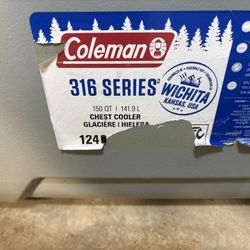 Coleman
316 SERIES
150 QT | 141.9 L
CHEST COOLER
GLACIÈRE | HIELERA
124
WICHITA
KANSAS, USA